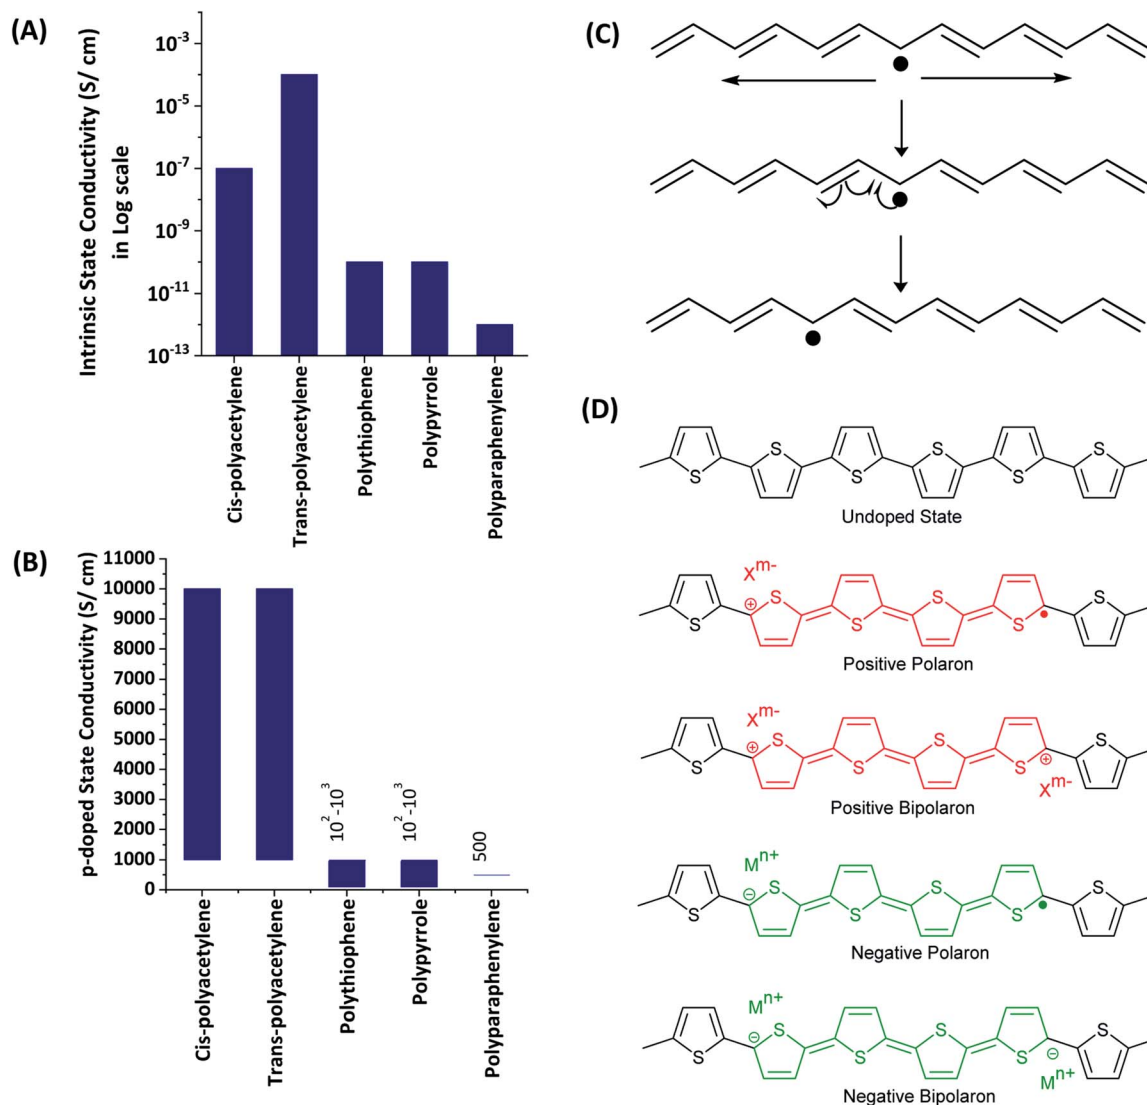 (A)
Intrinsic State Conductivity (S/ cm)
in Log scale
10⁻³
10⁻⁵
10⁻⁷
10⁻⁹
10⁻¹¹
10⁻¹³
Cis-polyacetylene
Trans-polyacetylene
Polythiophene
Polypyrrole
Polyparaphenylene
(B)
p-doped State Conductivity (S/ cm)
11000
10000
9000
8000
7000
6000
5000
4000
3000
2000
1000
0
10²-10³
10²-10³
500
Cis-polyacetylene
Trans-polyacetylene
Polythiophene
Polypyrrole
Polyparaphenylene
(C)
(D)
S S S
S S S
Undoped State
Xᵐ⁻
⊕ S S S
S S S
Positive Polaron
Xᵐ⁻
⊕ S S S
S S S ⊕
Xᵐ⁻
Positive Bipolaron
Mⁿ⁺
⊖ S S S
S S S
Negative Polaron
Mⁿ⁺
⊖ S S S
S S S ⊖
Mⁿ⁺
Negative Bipolaron